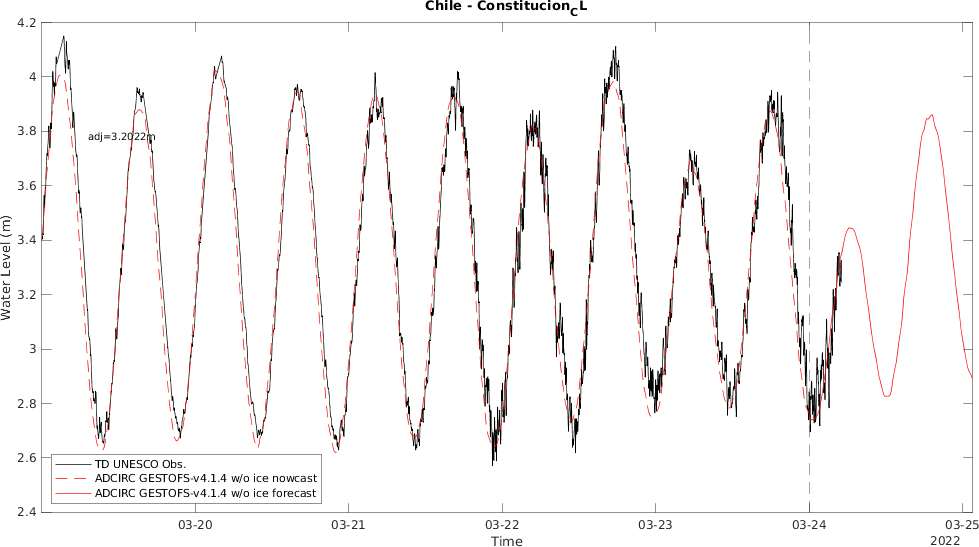 Chile - Constitucion_CL
4.2
4
3.8
3.6
3.4
3.2
3
2.8
2.6
2.4
Water Level (m)
adj=3.2022m
TD UNESCO Obs.
ADCIRC GESTOFS-v4.1.4 w/o ice nowcast
ADCIRC GESTOFS-v4.1.4 w/o ice forecast
03-20 03-21 03-22 03-23 03-24 03-25
Time
2022